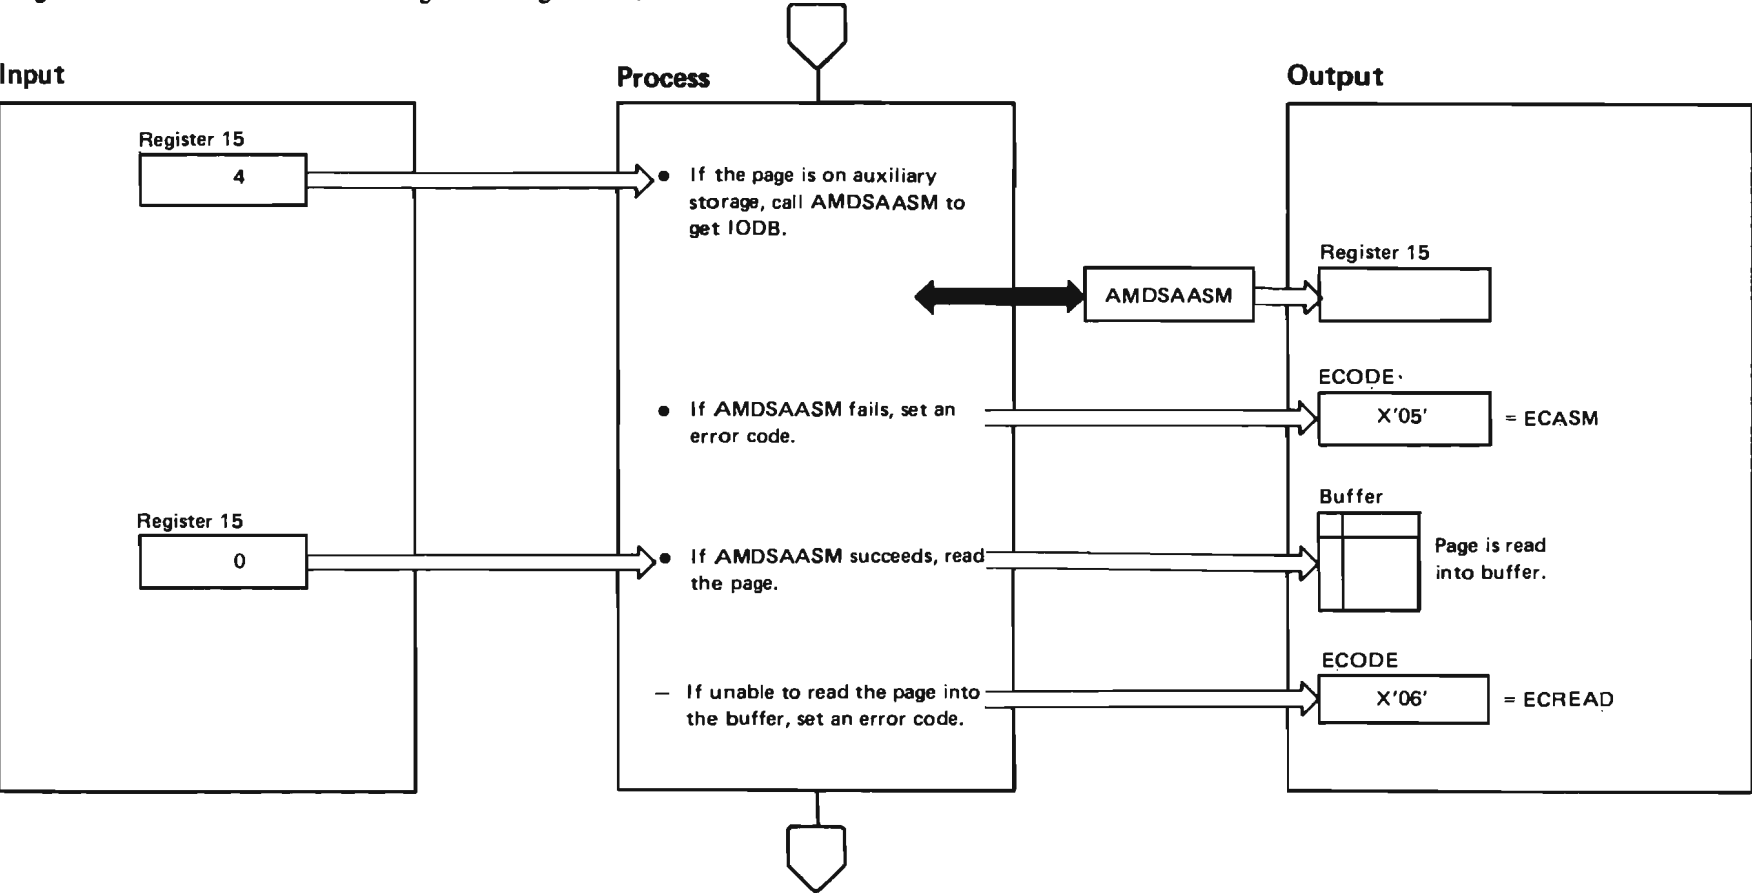 Input
Process
Output
Register 15
4
• If the page is on auxiliary
storage, call AMDSAASM to
get IODB.
AMDSAASM
Register 15
• If AMDSAASM fails, set an
error code.
ECODE
X'05'
= ECASM
Register 15
0
• If AMDSAASM succeeds, read
the page.
Buffer
Page is read
into buffer.
— If unable to read the page into
the buffer, set an error code.
ECODE
X'06'
= ECREAD